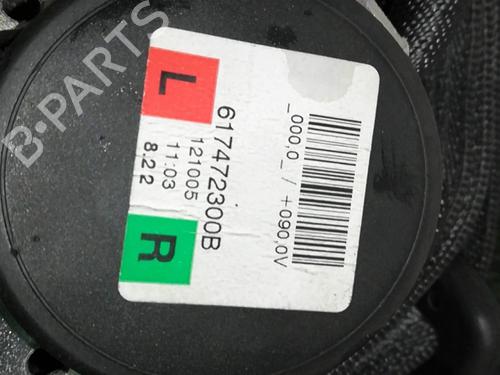 B-PARTS
L
R
617472300B
121005
11:03
8.22
_000,0_ / +090,0V